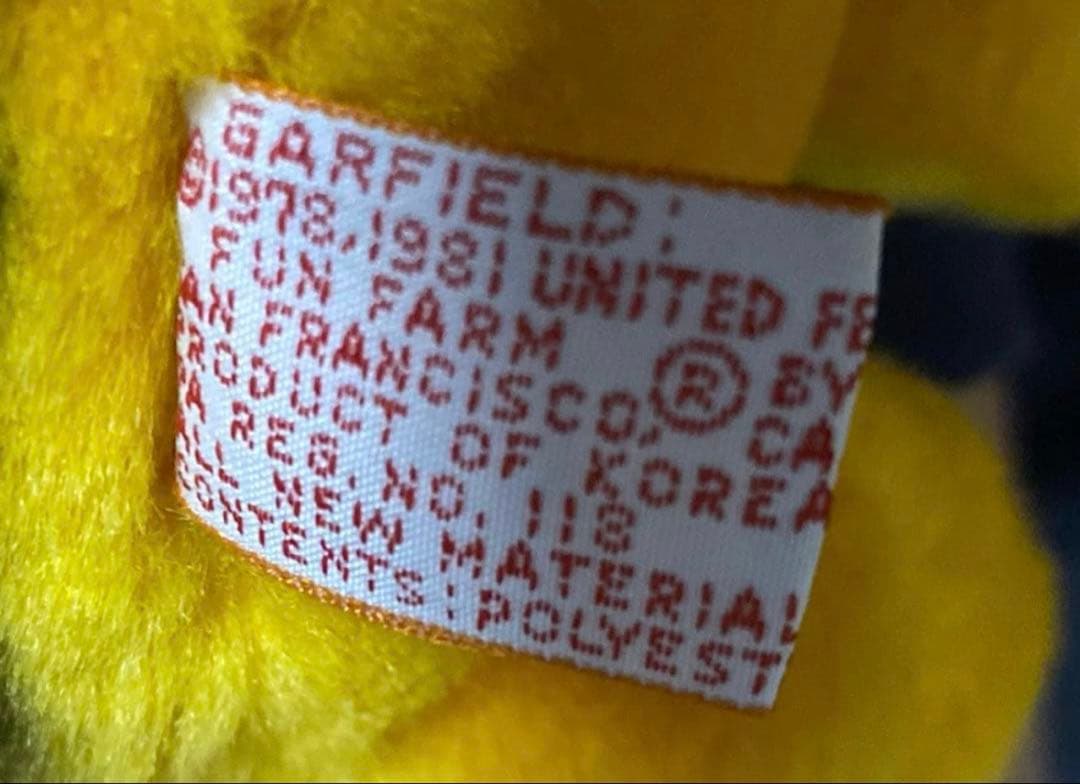 GARFIELD:
©1978,1981 UNITED FE
FUN FARM ® BY
AN FRANCISCO, CA
RODUCT OF KOREA
A REG. NO. 118
ALL NEW MATERIAL
CONTENTS: POLYEST